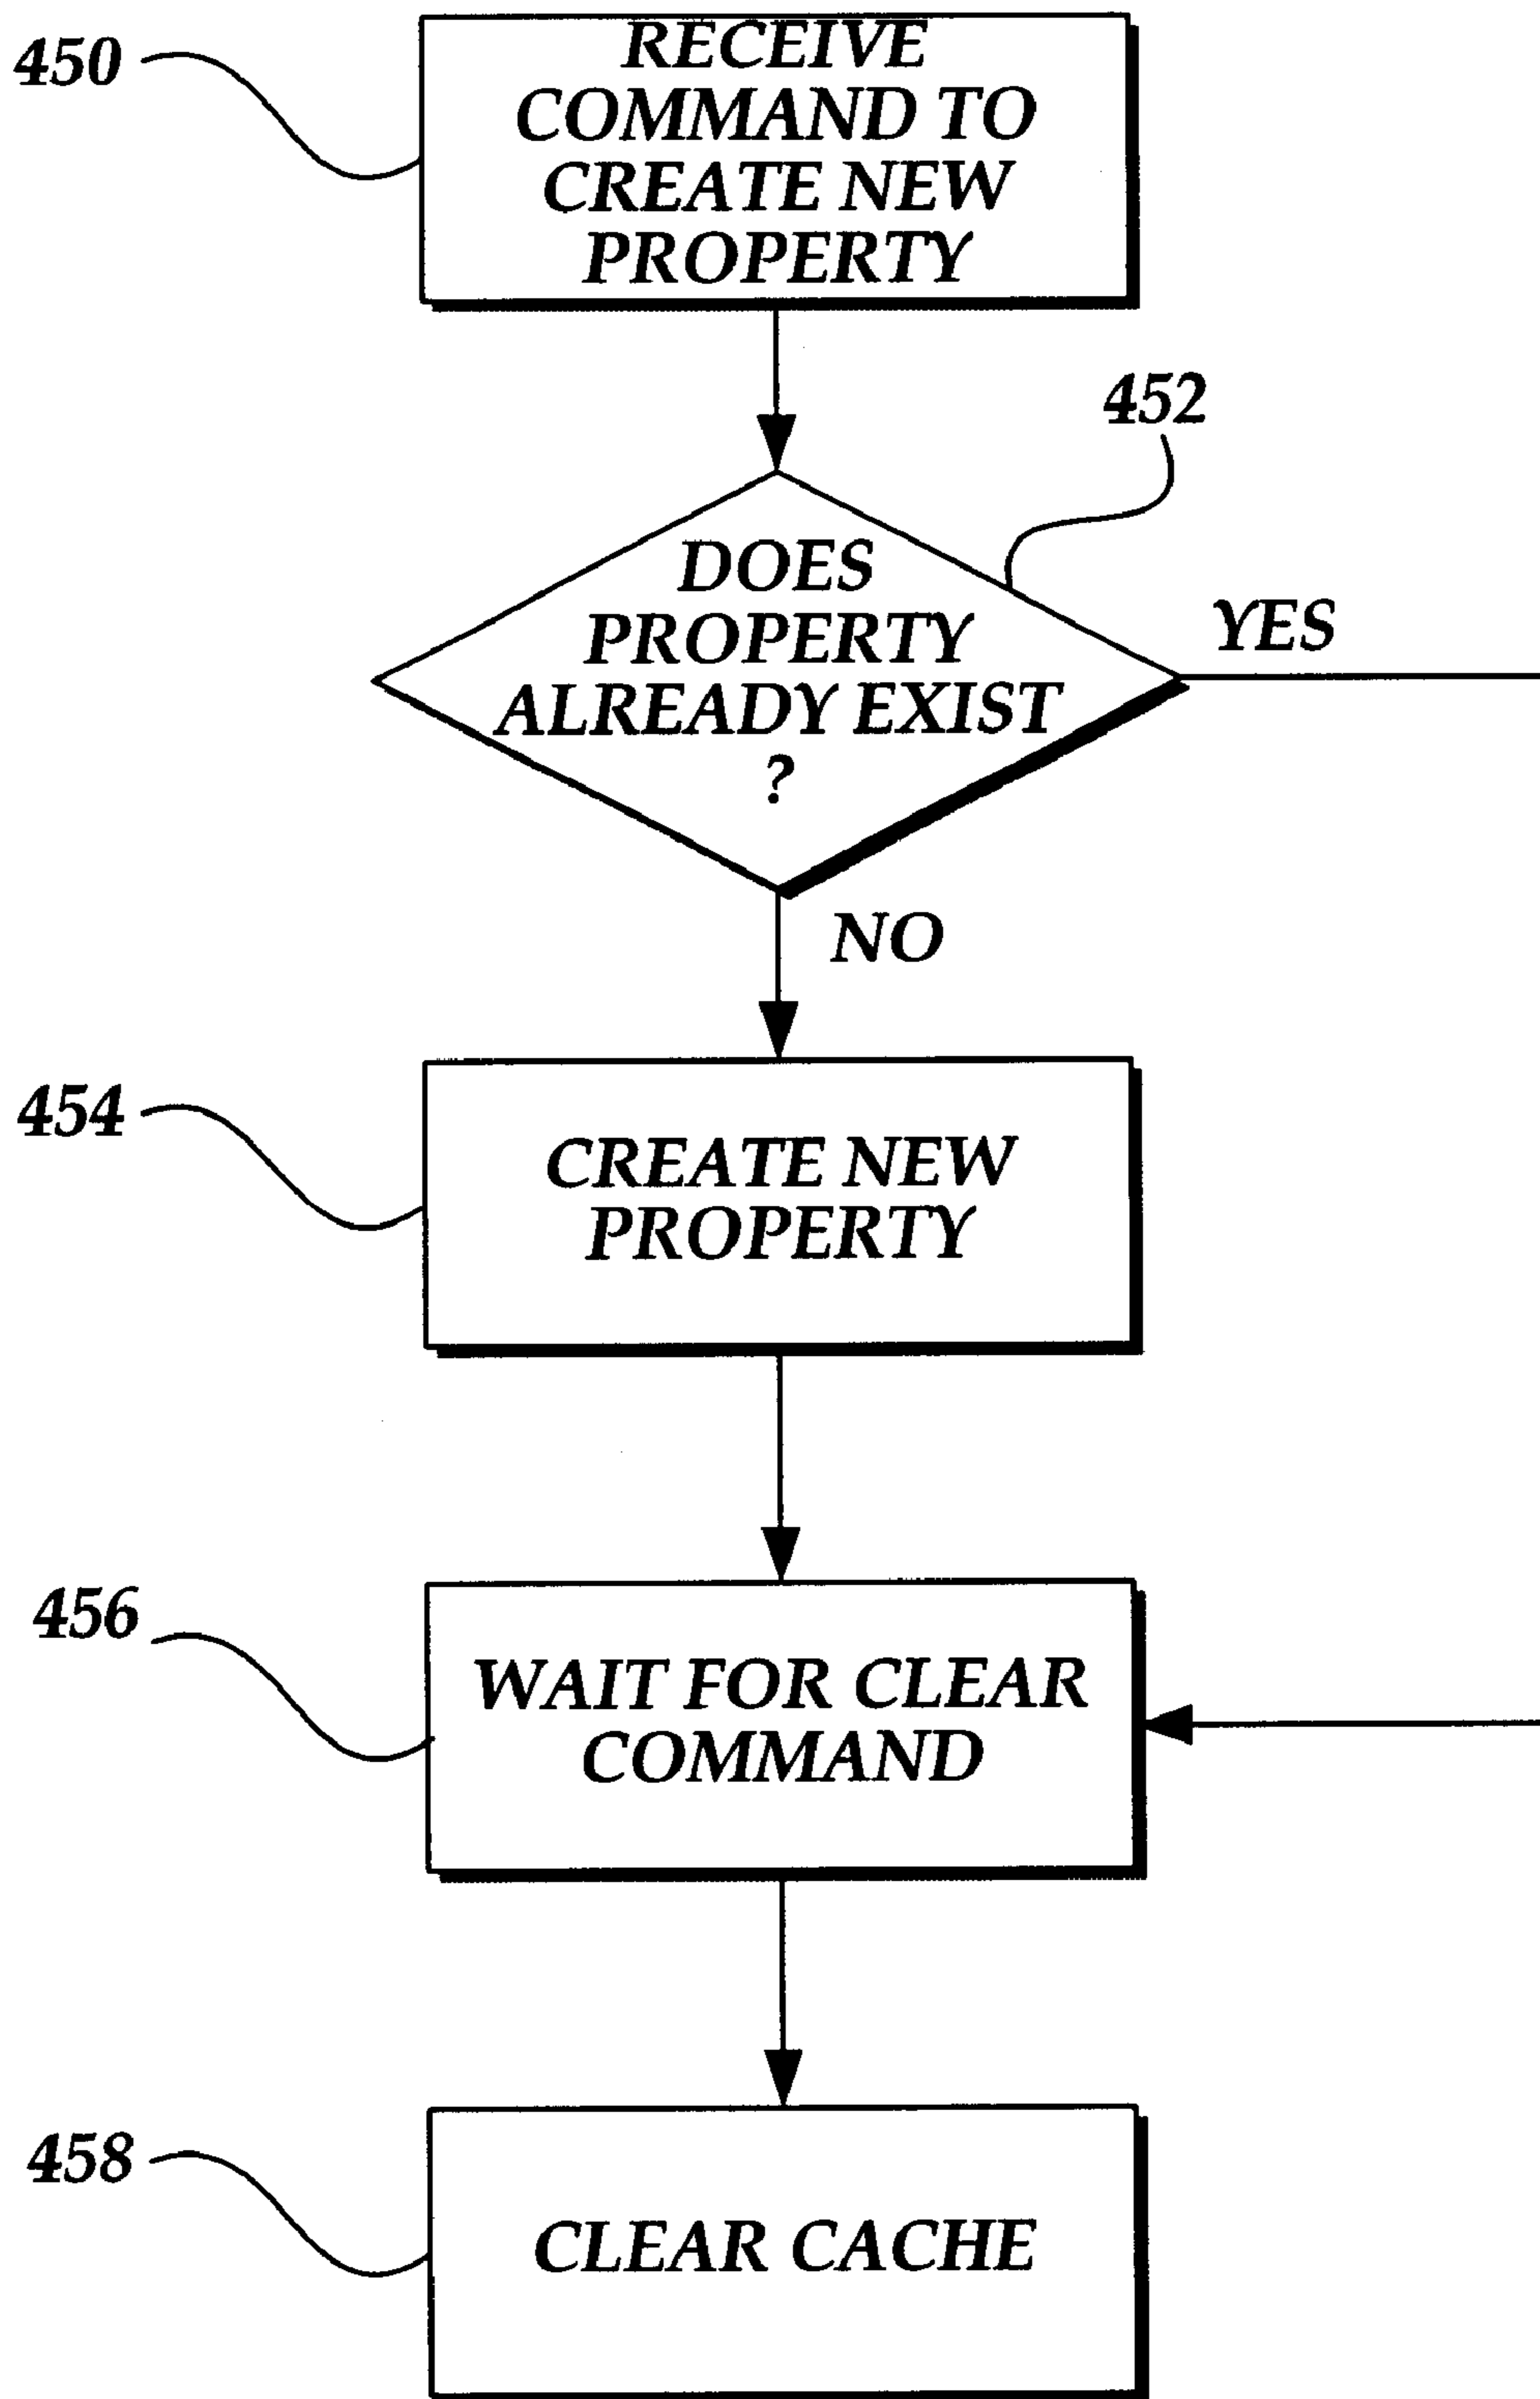 450
RECEIVE
COMMAND TO
CREATE NEW
PROPERTY
452
DOES
PROPERTY
ALREADY EXIST
?
YES
NO
454
CREATE NEW
PROPERTY
456
WAIT FOR CLEAR
COMMAND
458
CLEAR CACHE